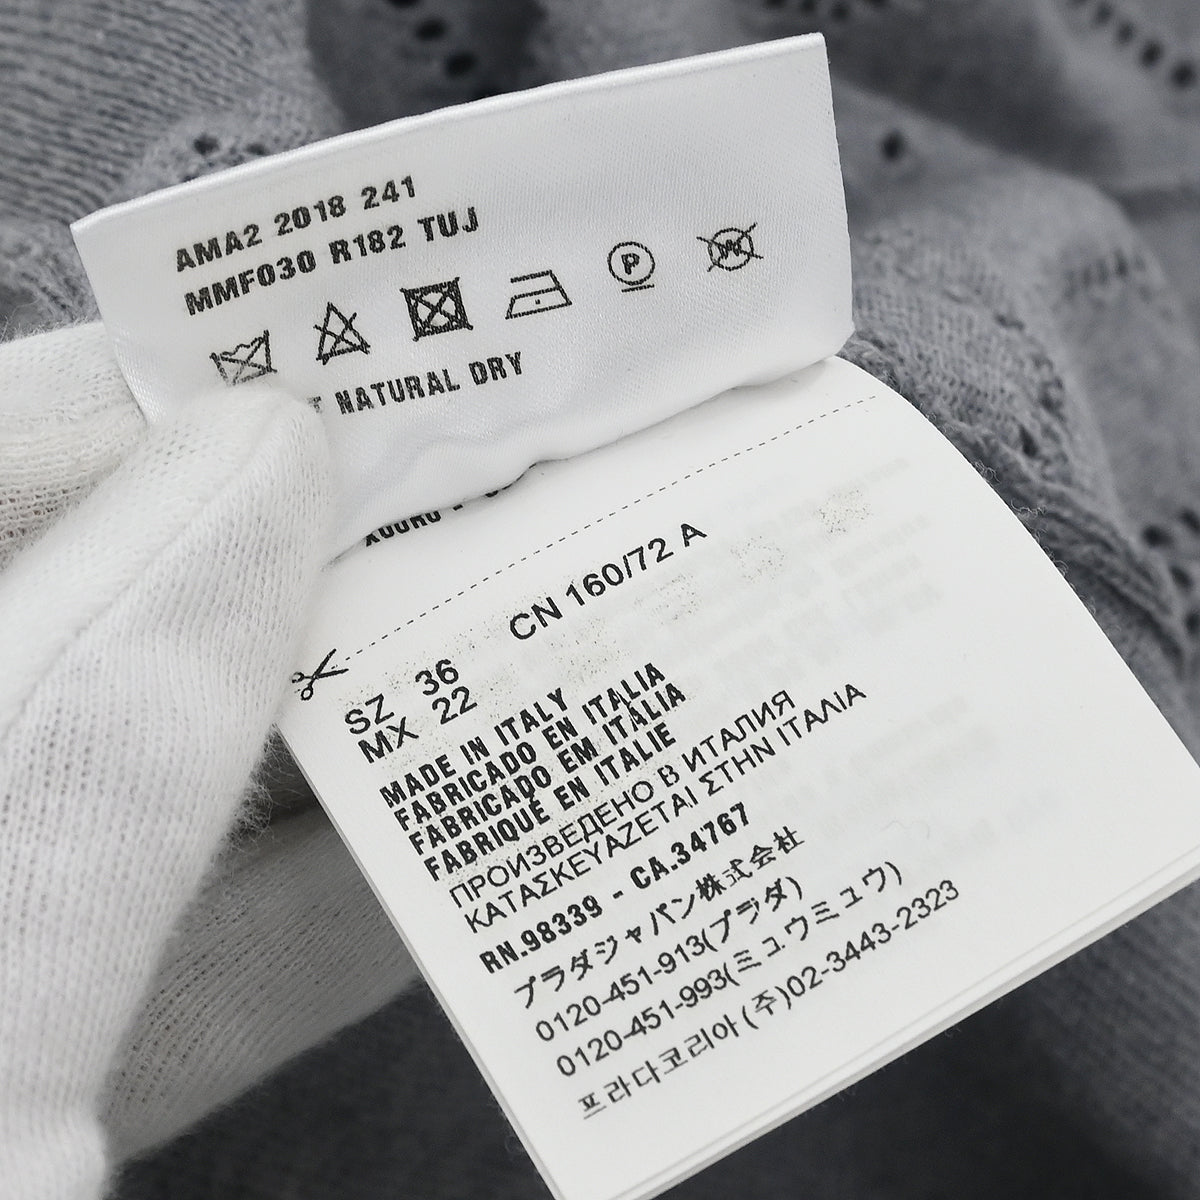 AMA2 2018 241
MMF030 R182 TUJ
P
NATURAL DRY
CN 160/72 A
SZ 36
MX 22
MADE IN ITALY
FABRICADO EN ITALIA
FABRICADO EM ITÁLIA
FABRIQUÉ EN ITALIE
ПРОИЗВЕДЕНО В ИТАЛИЯ
ΚΑΤΑΣΚΕΥΑΖΕΤΑΙ ΣΤΗΝ ΙΤΑΛΙΑ
RN.98339 - CA.34767
プラダジャパン株式会社
0120-451-913(プラダ)
0120-451-993(ミュウミュウ)
프라다코리아(주)02-3443-2323